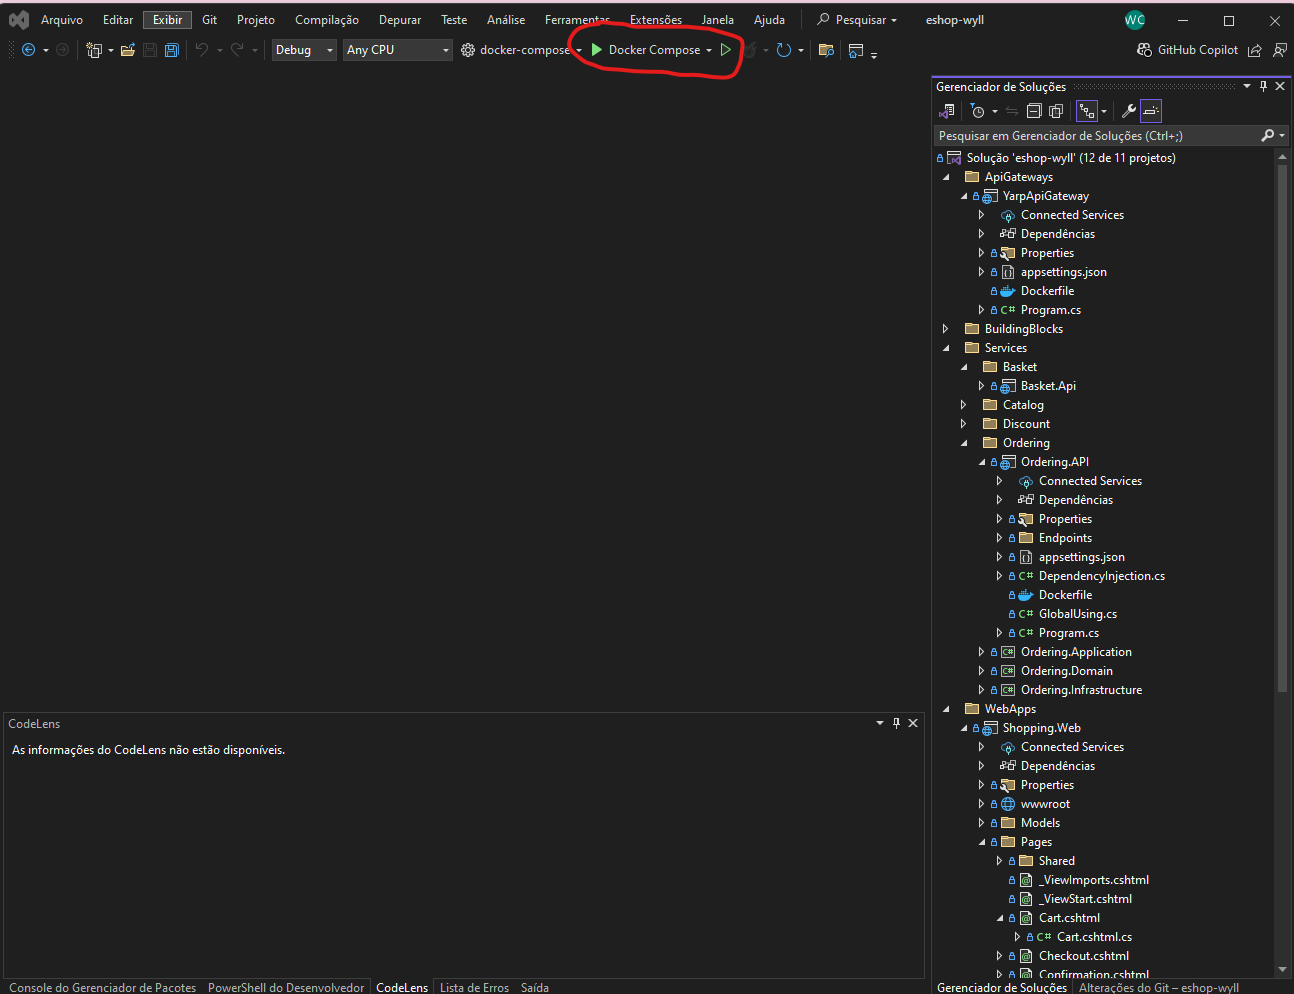 Arquivo Editar Exibir Git Projeto Compilação Depurar Teste Análise Ferramentas Extensões Janela Ajuda Pesquisar eshop-wyll WC
Debug Any CPU docker-compose Docker Compose GitHub Copilot
Gerenciador de Soluções
Pesquisar em Gerenciador de Soluções (Ctrl+;)
Solução 'eshop-wyll' (12 de 11 projetos)
ApiGateways
YarpApiGateway
Connected Services
Dependências
Properties
appsettings.json
Dockerfile
C# Program.cs
BuildingBlocks
Services
Basket
Basket.Api
Catalog
Discount
Ordering
Ordering.API
Connected Services
Dependências
Properties
Endpoints
appsettings.json
C# DependencyInjection.cs
Dockerfile
C# GlobalUsing.cs
C# Program.cs
C# Ordering.Application
C# Ordering.Domain
C# Ordering.Infrastructure
WebApps
Shopping.Web
Connected Services
Dependências
Properties
wwwroot
Models
Pages
Shared
_ViewImports.cshtml
_ViewStart.cshtml
Cart.cshtml
C# Cart.cshtml.cs
Checkout.cshtml
Confirmation.cshtml
CodeLens
As informações do CodeLens não estão disponíveis.
Console do Gerenciador de Pacotes PowerShell do Desenvolvedor CodeLens Lista de Erros Saída
Gerenciador de Soluções Alterações do Git – eshop-wyll